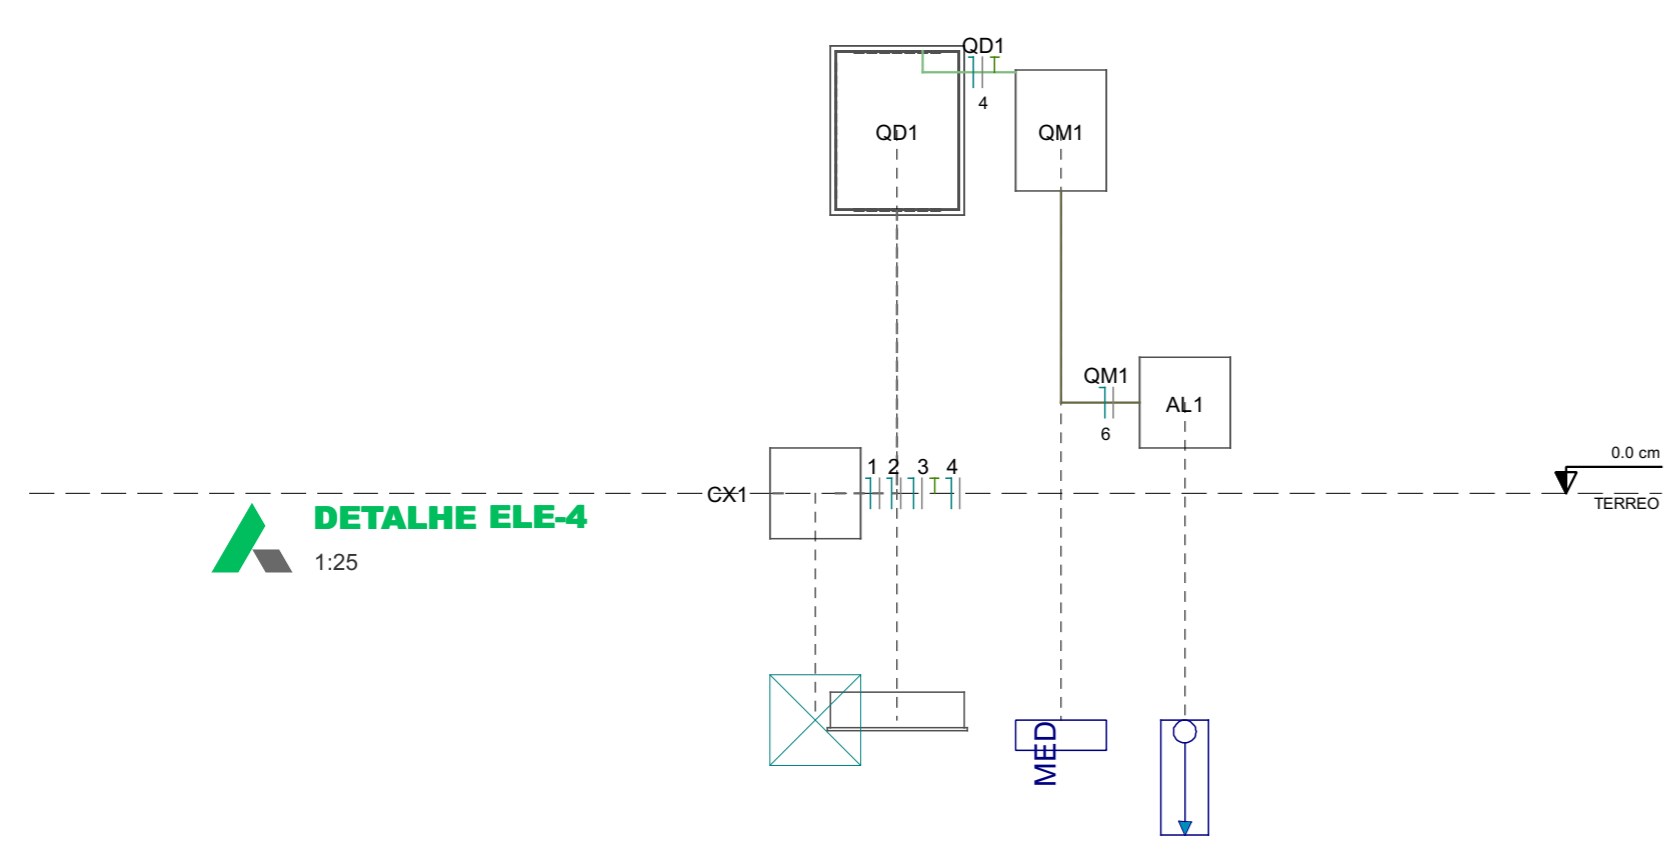 QD1
4
QD1
QM1
QM1
6
AL1
1 2 3 4
0.0 cm
CX1
TERREO
DETALHE ELE-4
1:25
MED